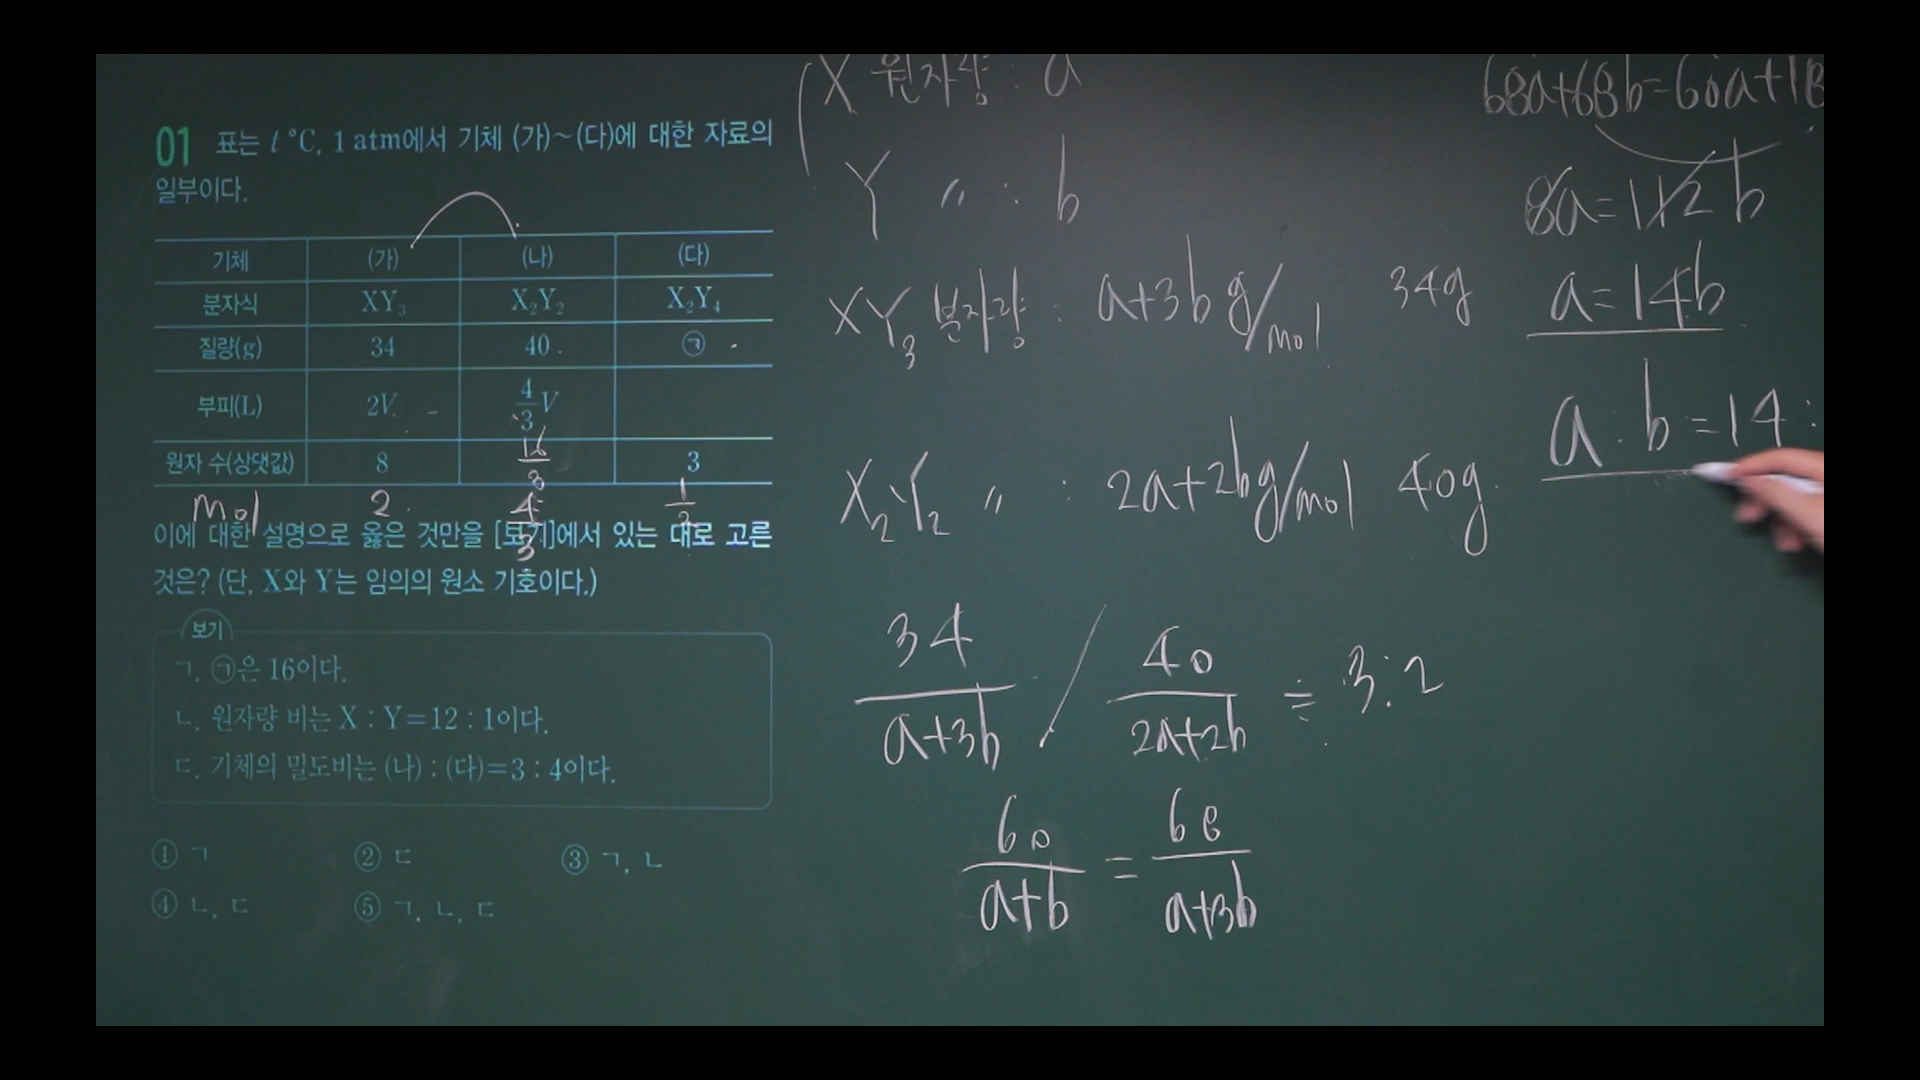 01 표는 t °C, 1 atm에서 기체 (가)~(다)에 대한 자료의
일부이다.
기체 (가) (나) (다)
분자식 XY₃ X₂Y₂ X₂Y₄
질량(g) 34 40 ㉠
부피(L) 2V 4/3 V
원자 수(상댓값) 8 16/3 3
mol 2 4/3 1/2
이에 대한 설명으로 옳은 것만을 [보기]에서 있는 대로 고른
것은? (단, X와 Y는 임의의 원소 기호이다.)
보기
ㄱ. ㉠은 16이다.
ㄴ. 원자량 비는 X : Y=12 : 1이다.
ㄷ. 기체의 밀도비는 (나) : (다)=3 : 4이다.
① ㄱ ② ㄷ ③ ㄱ, ㄴ
④ ㄴ, ㄷ ⑤ ㄱ, ㄴ, ㄷ
X 원자량 : a
Y 〃 : b
XY₃ 분자량 : a+3b g/mol 34g
X₂Y₂ 〃 : 2a+2b g/mol 40g
34/(a+3b) / 40/(2a+2b) = 3:2
60/(a+b) = 68/(a+3b)
68a+68b=60a+18
8a=112b
a=14b
a:b=14: